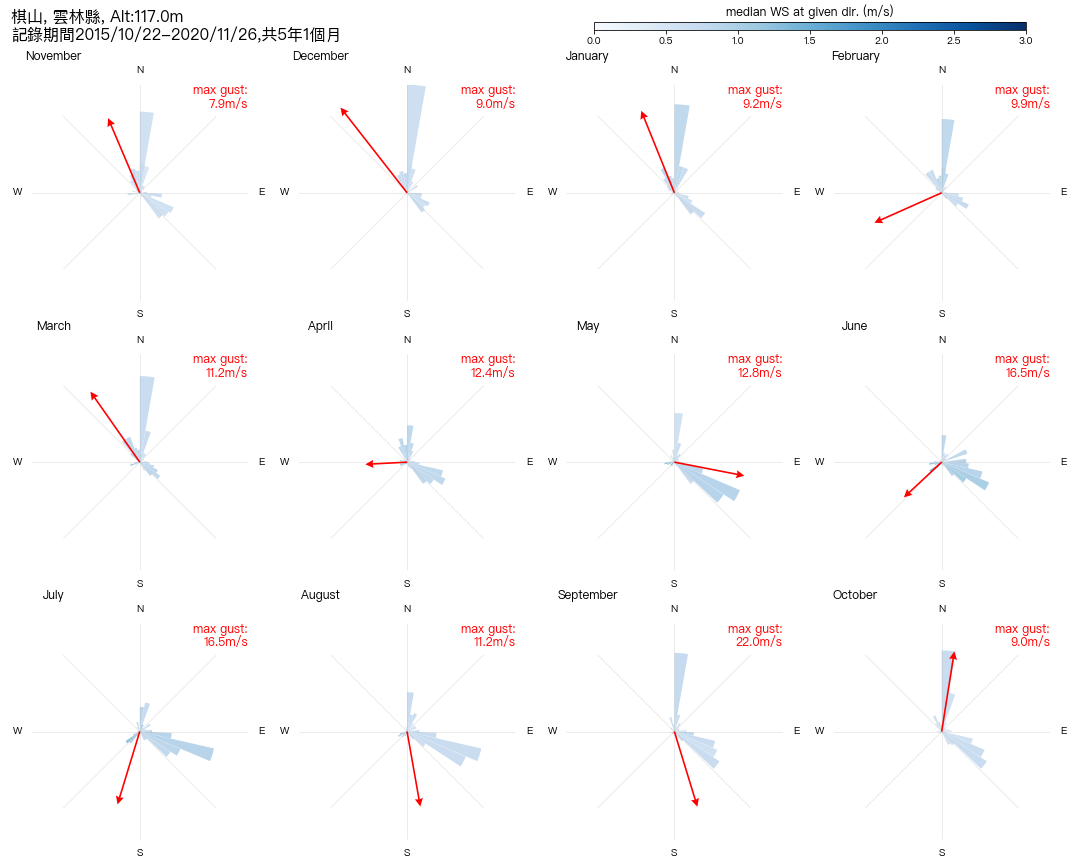 棋山, 雲林縣, Alt:117.0m
記錄期間2015/10/22–2020/11/26,共5年1個月
median WS at given dir. (m/s)
0.0 0.5 1.0 1.5 2.0 2.5 3.0
November
N
max gust:
7.9m/s
W
E
S
December
N
max gust:
9.0m/s
W
E
S
January
N
max gust:
9.2m/s
W
E
S
February
N
max gust:
9.9m/s
W
E
S
March
N
max gust:
11.2m/s
W
E
S
April
N
max gust:
12.4m/s
W
E
S
May
N
max gust:
12.8m/s
W
E
S
June
N
max gust:
16.5m/s
W
E
S
July
N
max gust:
16.5m/s
W
E
S
August
N
max gust:
11.2m/s
W
E
S
September
N
max gust:
22.0m/s
W
E
S
October
N
max gust:
9.0m/s
W
E
S